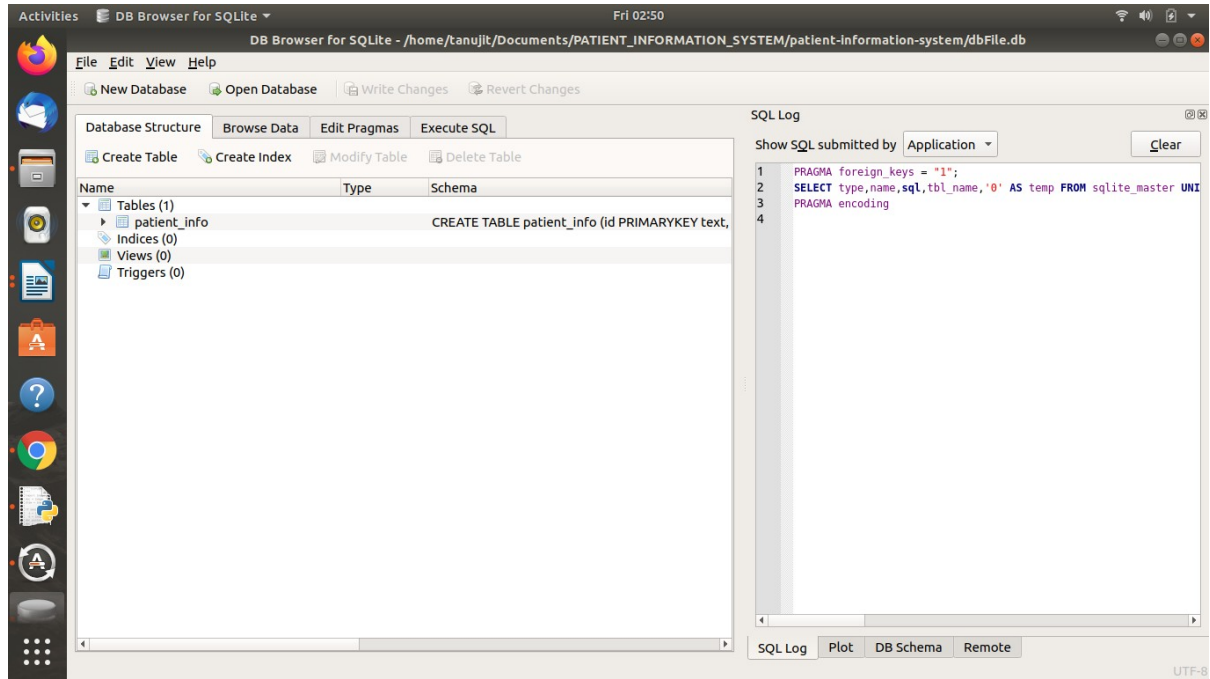 Activities DB Browser for SQLite Fri 02:50
DB Browser for SQLite - /home/tanujit/Documents/PATIENT_INFORMATION_SYSTEM/patient-information-system/dbFile.db
File Edit View Help
New Database Open Database Write Changes Revert Changes
Database Structure Browse Data Edit Pragmas Execute SQL
Create Table Create Index Modify Table Delete Table
Name Type Schema
Tables (1)
patient_info CREATE TABLE patient_info (id PRIMARYKEY text,
Indices (0)
Views (0)
Triggers (0)
SQL Log
Show SQL submitted by Application Clear
1 PRAGMA foreign_keys = "1";
2 SELECT type,name,sql,tbl_name,'0' AS temp FROM sqlite_master UNI
3 PRAGMA encoding
4
SQL Log Plot DB Schema Remote
UTF-8